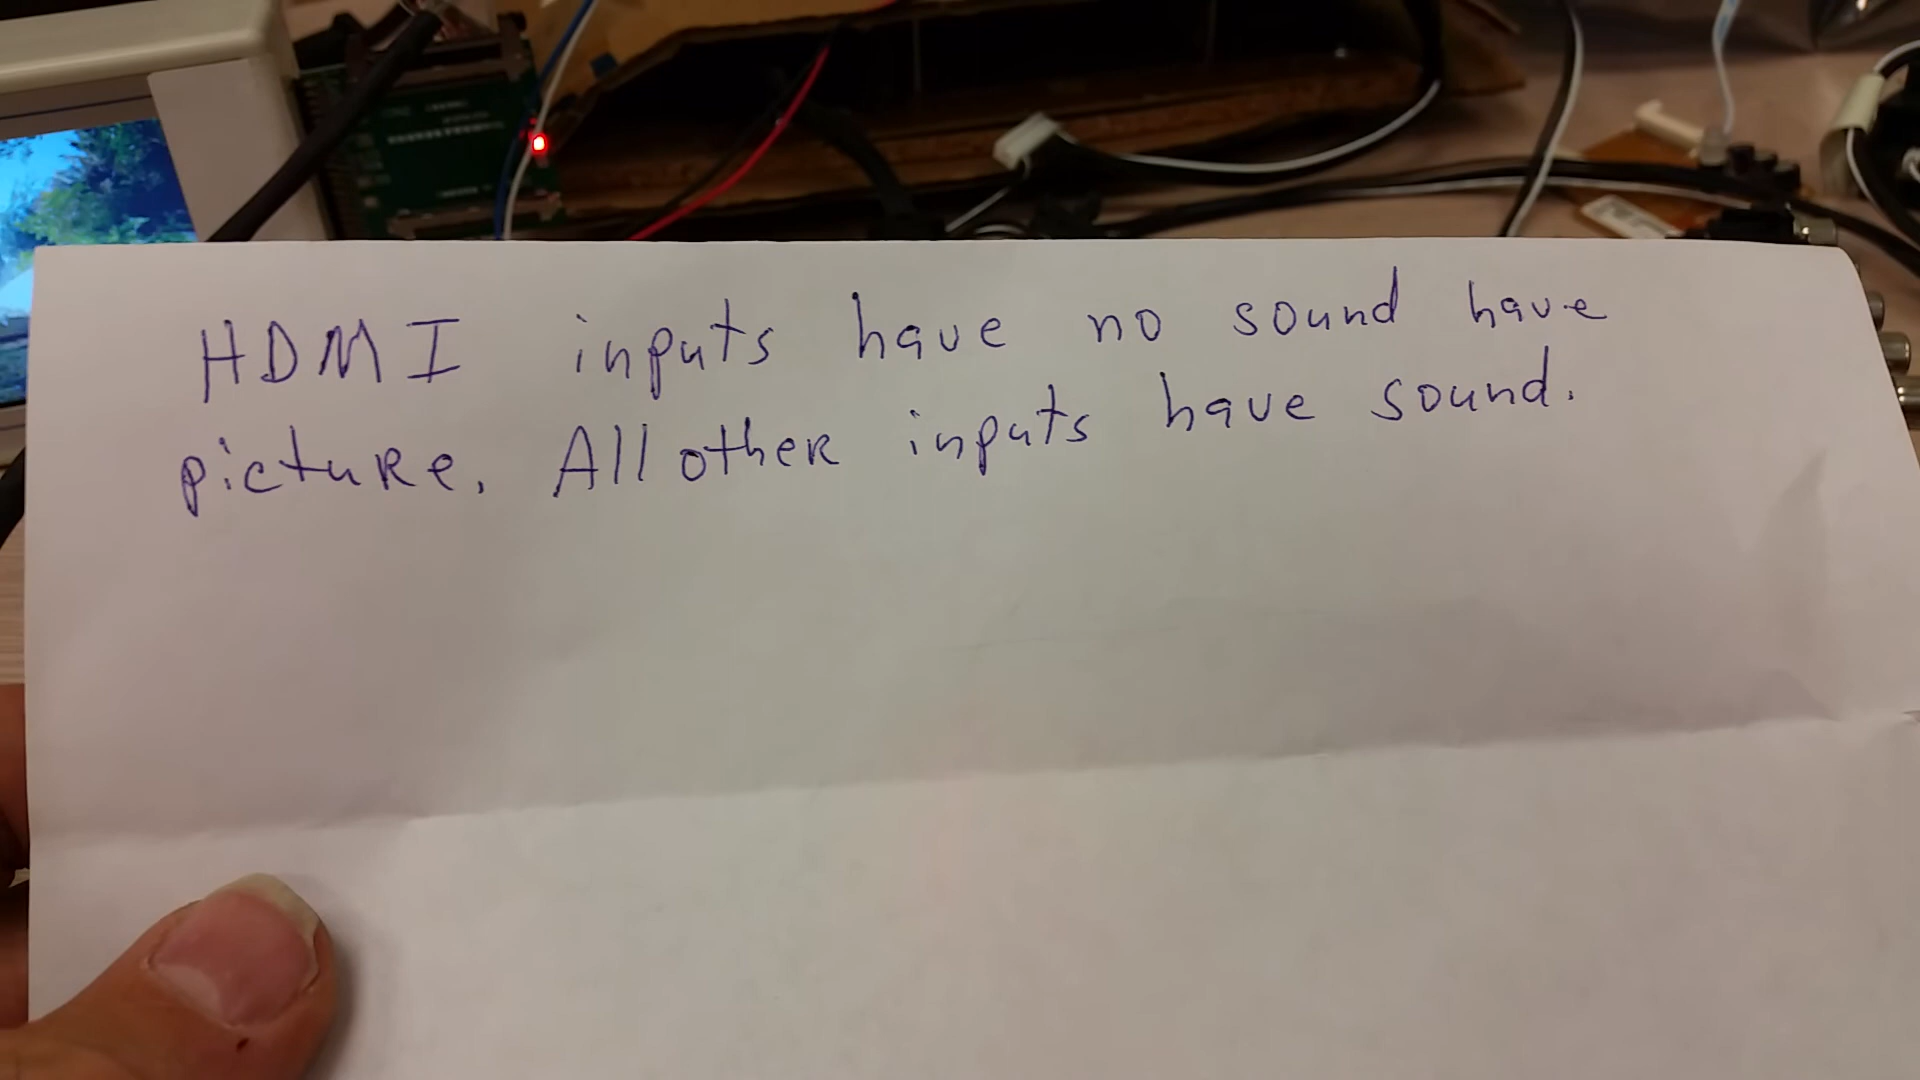 HDMI inputs have no sound have
picture. All other inputs have sound.